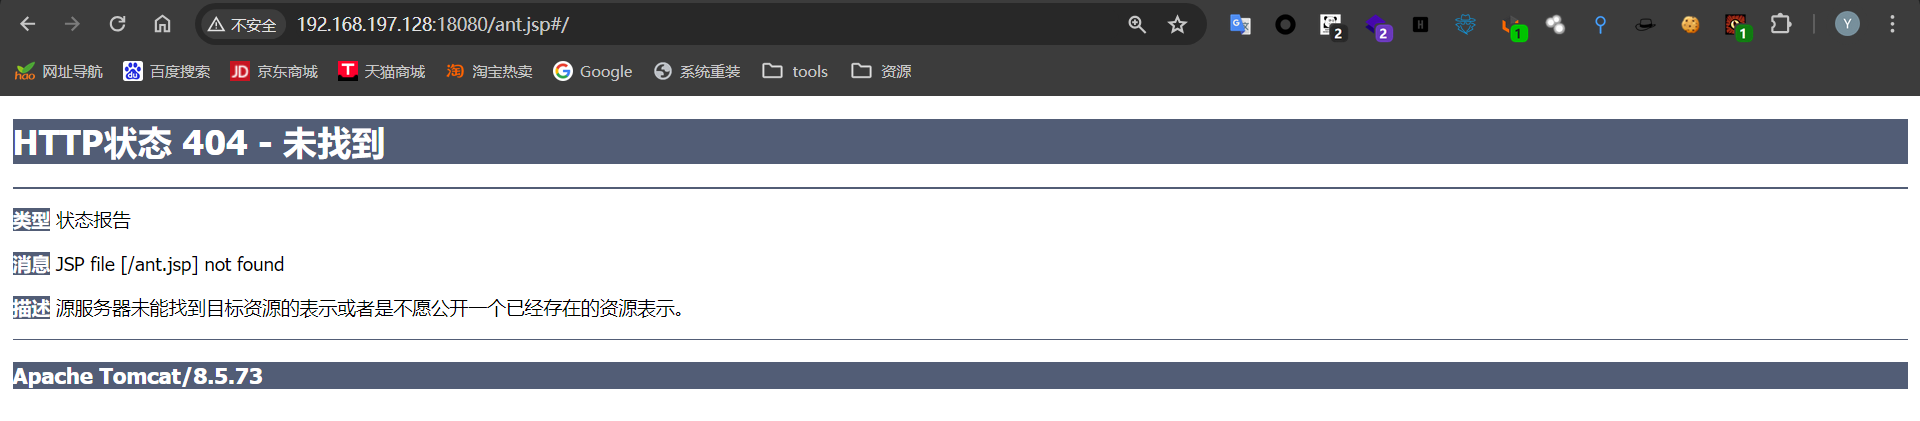 不安全 192.168.197.128:18080/ant.jsp#/ 2 2 H 1 1 Y
hao 网址导航 du 百度搜索 JD 京东商城 T 天猫商城 淘 淘宝热卖 Google 系统重装 tools 资源
HTTP状态 404 - 未找到
类型 状态报告
消息 JSP file [/ant.jsp] not found
描述 源服务器未能找到目标资源的表示或者是不愿公开一个已经存在的资源表示。
Apache Tomcat/8.5.73